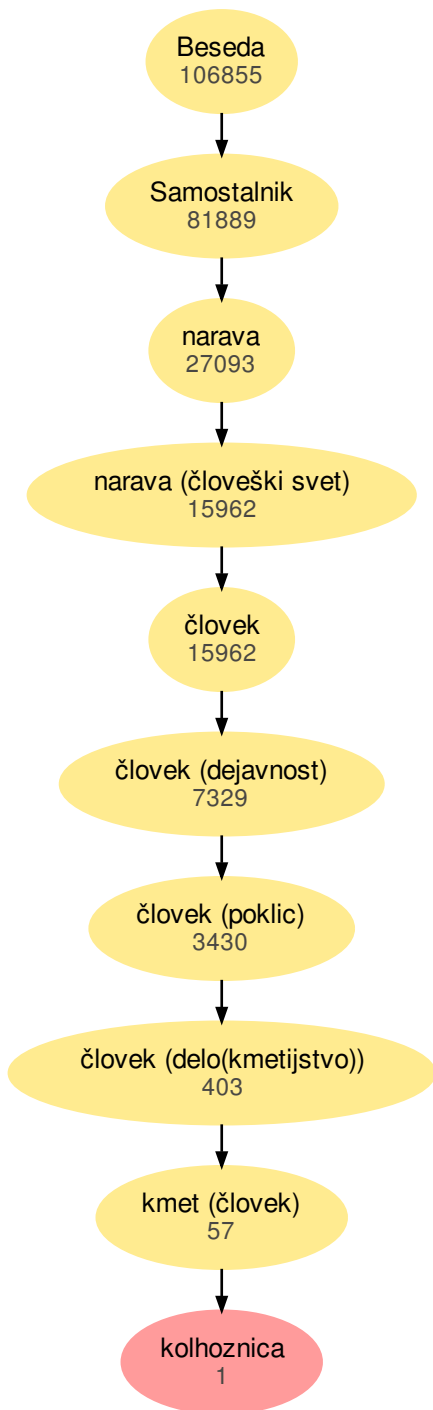 Beseda
106855
Samostalnik
81889
narava
27093
narava (človeški svet)
15962
človek
15962
človek (dejavnost)
7329
človek (poklic)
3430
človek (delo(kmetijstvo))
403
kmet (človek)
57
kolhoznica
1